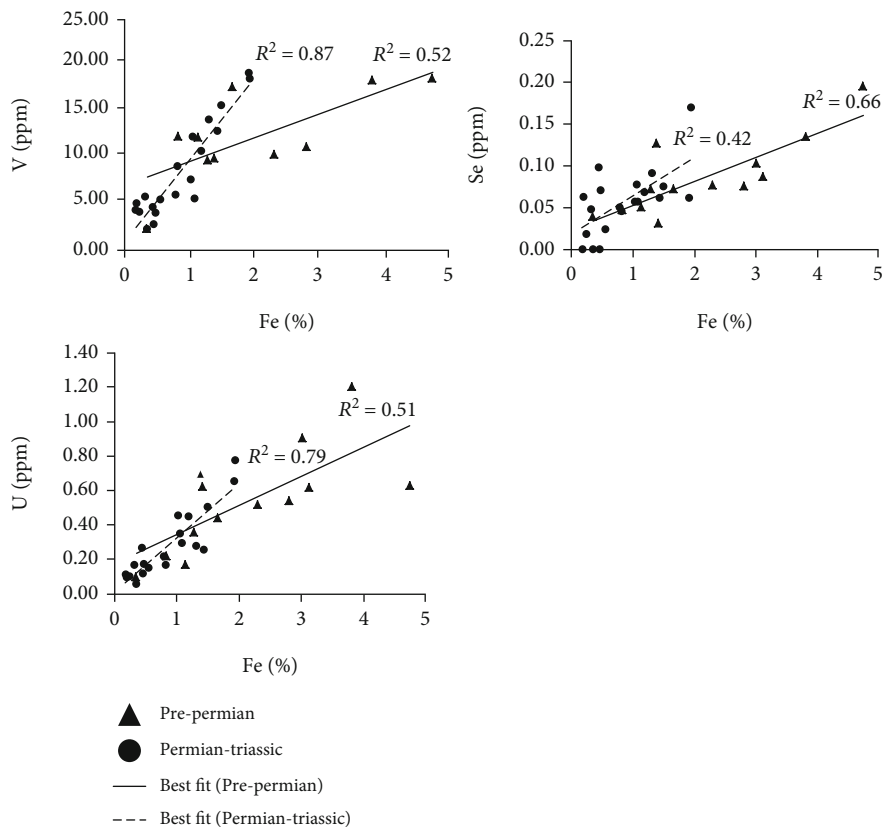 25.00
20.00
15.00
10.00
5.00
0.00
V (ppm)
R² = 0.87
R² = 0.52
0 1 2 3 4 5
Fe (%)
0.25
0.20
0.15
0.10
0.05
0.00
Se (ppm)
R² = 0.66
R² = 0.42
0 1 2 3 4 5
Fe (%)
1.40
1.20
1.00
0.80
0.60
0.40
0.20
0.00
U (ppm)
R² = 0.51
R² = 0.79
0 1 2 3 4 5
Fe (%)
Pre-permian
Permian-triassic
Best fit (Pre-permian)
Best fit (Permian-triassic)